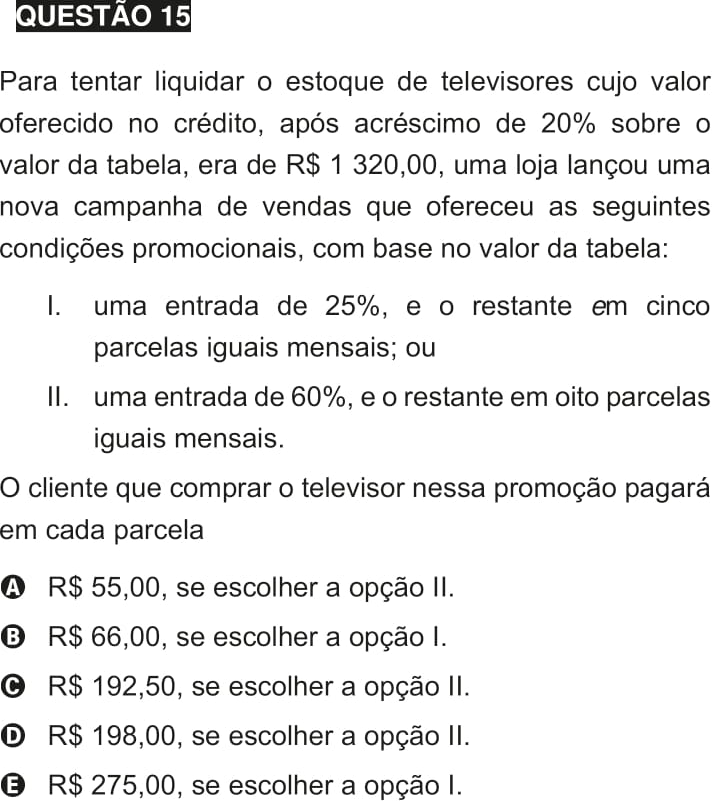 QUESTÃO 15
Para tentar liquidar o estoque de televisores cujo valor
oferecido no crédito, após acréscimo de 20% sobre o
valor da tabela, era de R$ 1 320,00, uma loja lançou uma
nova campanha de vendas que ofereceu as seguintes
condições promocionais, com base no valor da tabela:
I. uma entrada de 25%, e o restante em cinco
parcelas iguais mensais; ou
II. uma entrada de 60%, e o restante em oito parcelas
iguais mensais.
O cliente que comprar o televisor nessa promoção pagará
em cada parcela
A R$ 55,00, se escolher a opção II.
B R$ 66,00, se escolher a opção I.
C R$ 192,50, se escolher a opção II.
D R$ 198,00, se escolher a opção II.
E R$ 275,00, se escolher a opção I.